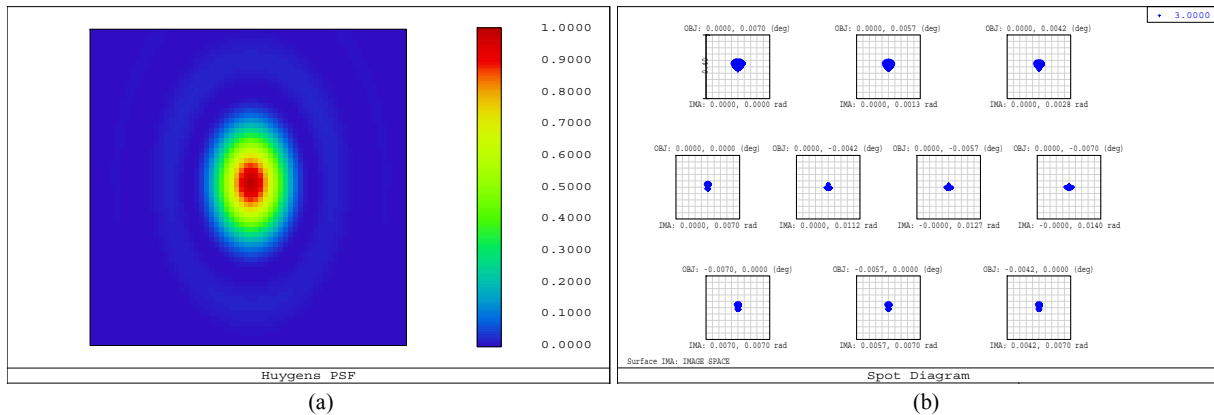 1.0000
0.9000
0.8000
0.7000
0.6000
0.5000
0.4000
0.3000
0.2000
0.1000
0.0000
Huygens PSF
(a)
+ 3.0000
OBJ: 0.0000, 0.0070 (deg)
OBJ: 0.0000, 0.0057 (deg)
OBJ: 0.0000, 0.0042 (deg)
0.40
IMA: 0.0000, 0.0000 rad
IMA: 0.0000, 0.0013 rad
IMA: 0.0000, 0.0028 rad
OBJ: 0.0000, 0.0000 (deg)
OBJ: 0.0000, -0.0042 (deg)
OBJ: 0.0000, -0.0057 (deg)
OBJ: 0.0000, -0.0070 (deg)
IMA: 0.0000, 0.0070 rad
IMA: 0.0000, 0.0112 rad
IMA: -0.0000, 0.0127 rad
IMA: -0.0000, 0.0140 rad
OBJ: -0.0070, 0.0000 (deg)
OBJ: -0.0057, 0.0000 (deg)
OBJ: -0.0042, 0.0000 (deg)
IMA: 0.0070, 0.0070 rad
IMA: 0.0057, 0.0070 rad
IMA: 0.0042, 0.0070 rad
Surface IMA: IMAGE SPACE
Spot Diagram
(b)